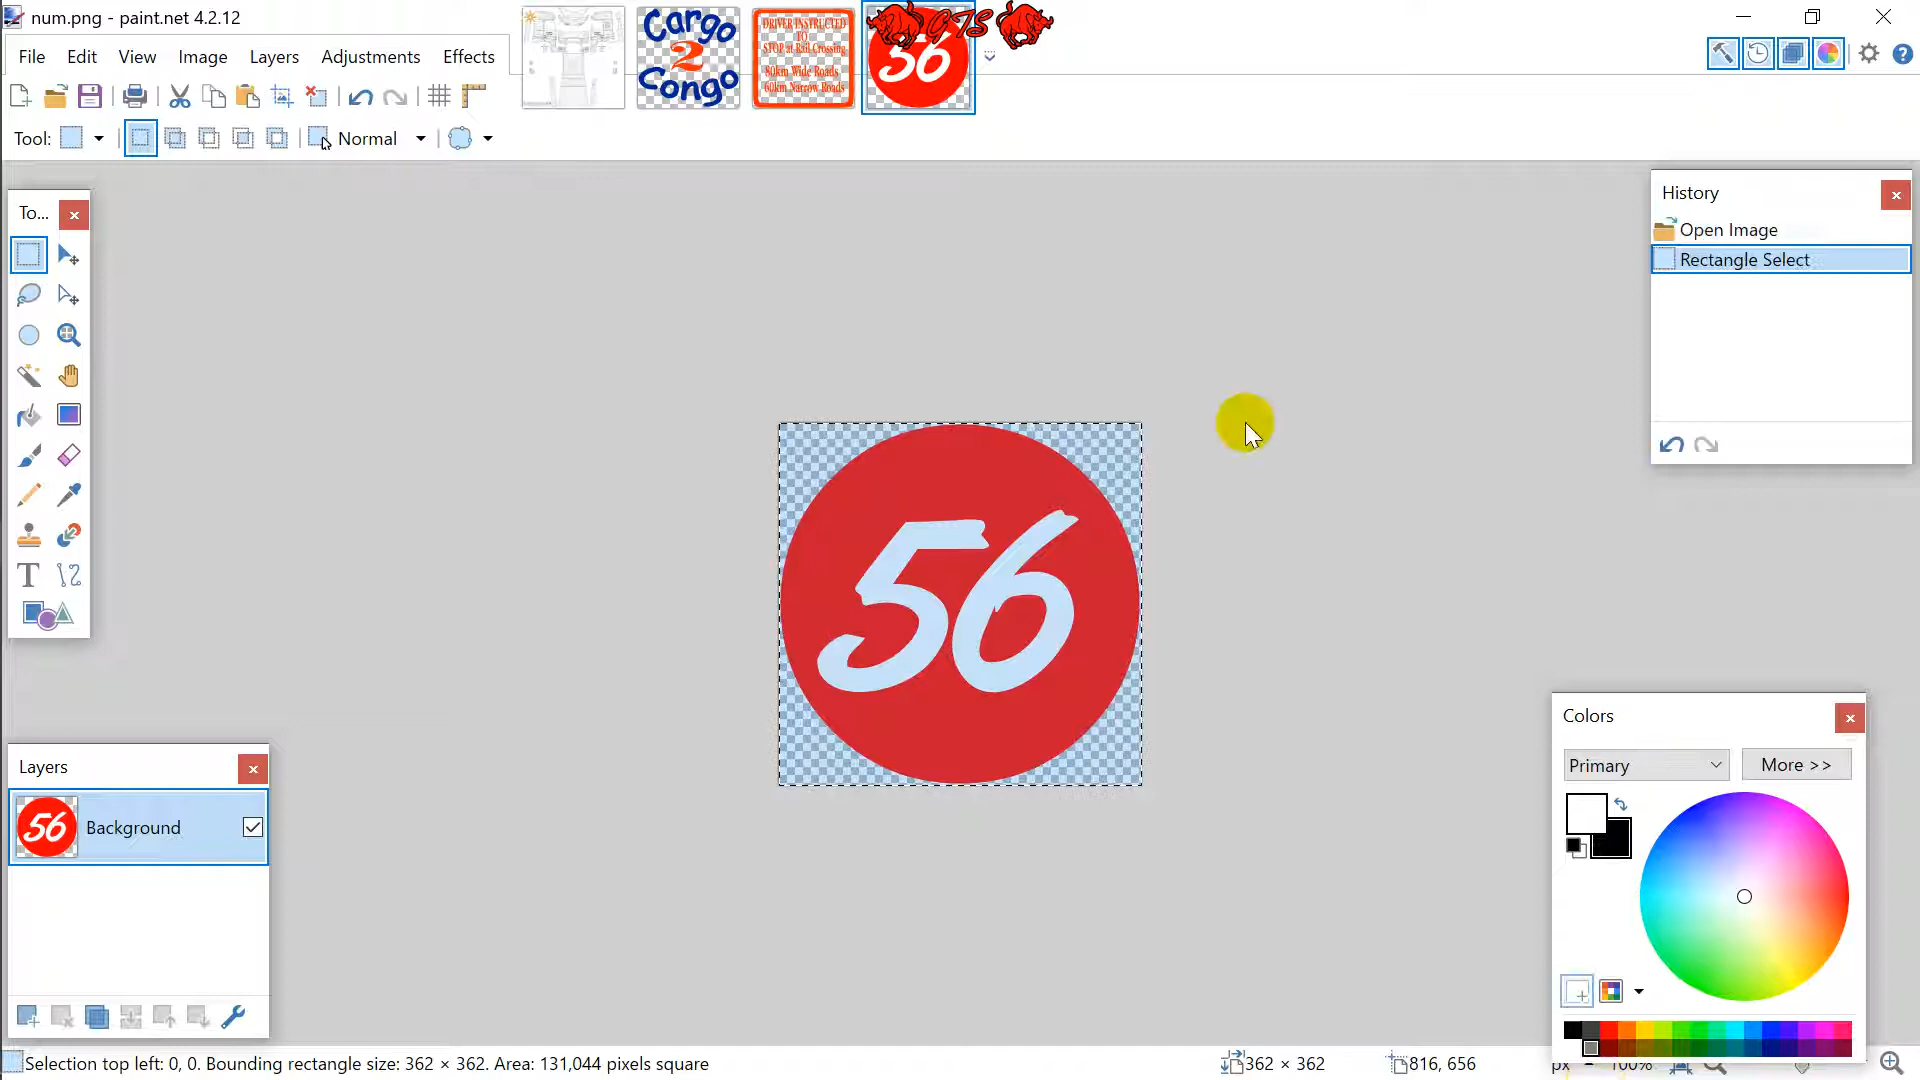 num.png - paint.net 4.2.12
File Edit View Image Layers Adjustments Effects
Cargo
2
Congo
DRIVER INSTRUCTED
TO
STOP at Rail Crossing
80km Wide Roads
60km Narrow Roads
GTS
56
Tool: Normal
To...
History
Open Image
Rectangle Select
56
T
Layers
56 Background
Colors
Primary More >>
Selection top left: 0, 0. Bounding rectangle size: 362 × 362. Area: 131,044 pixels square
362 × 362
816, 656
px
100%